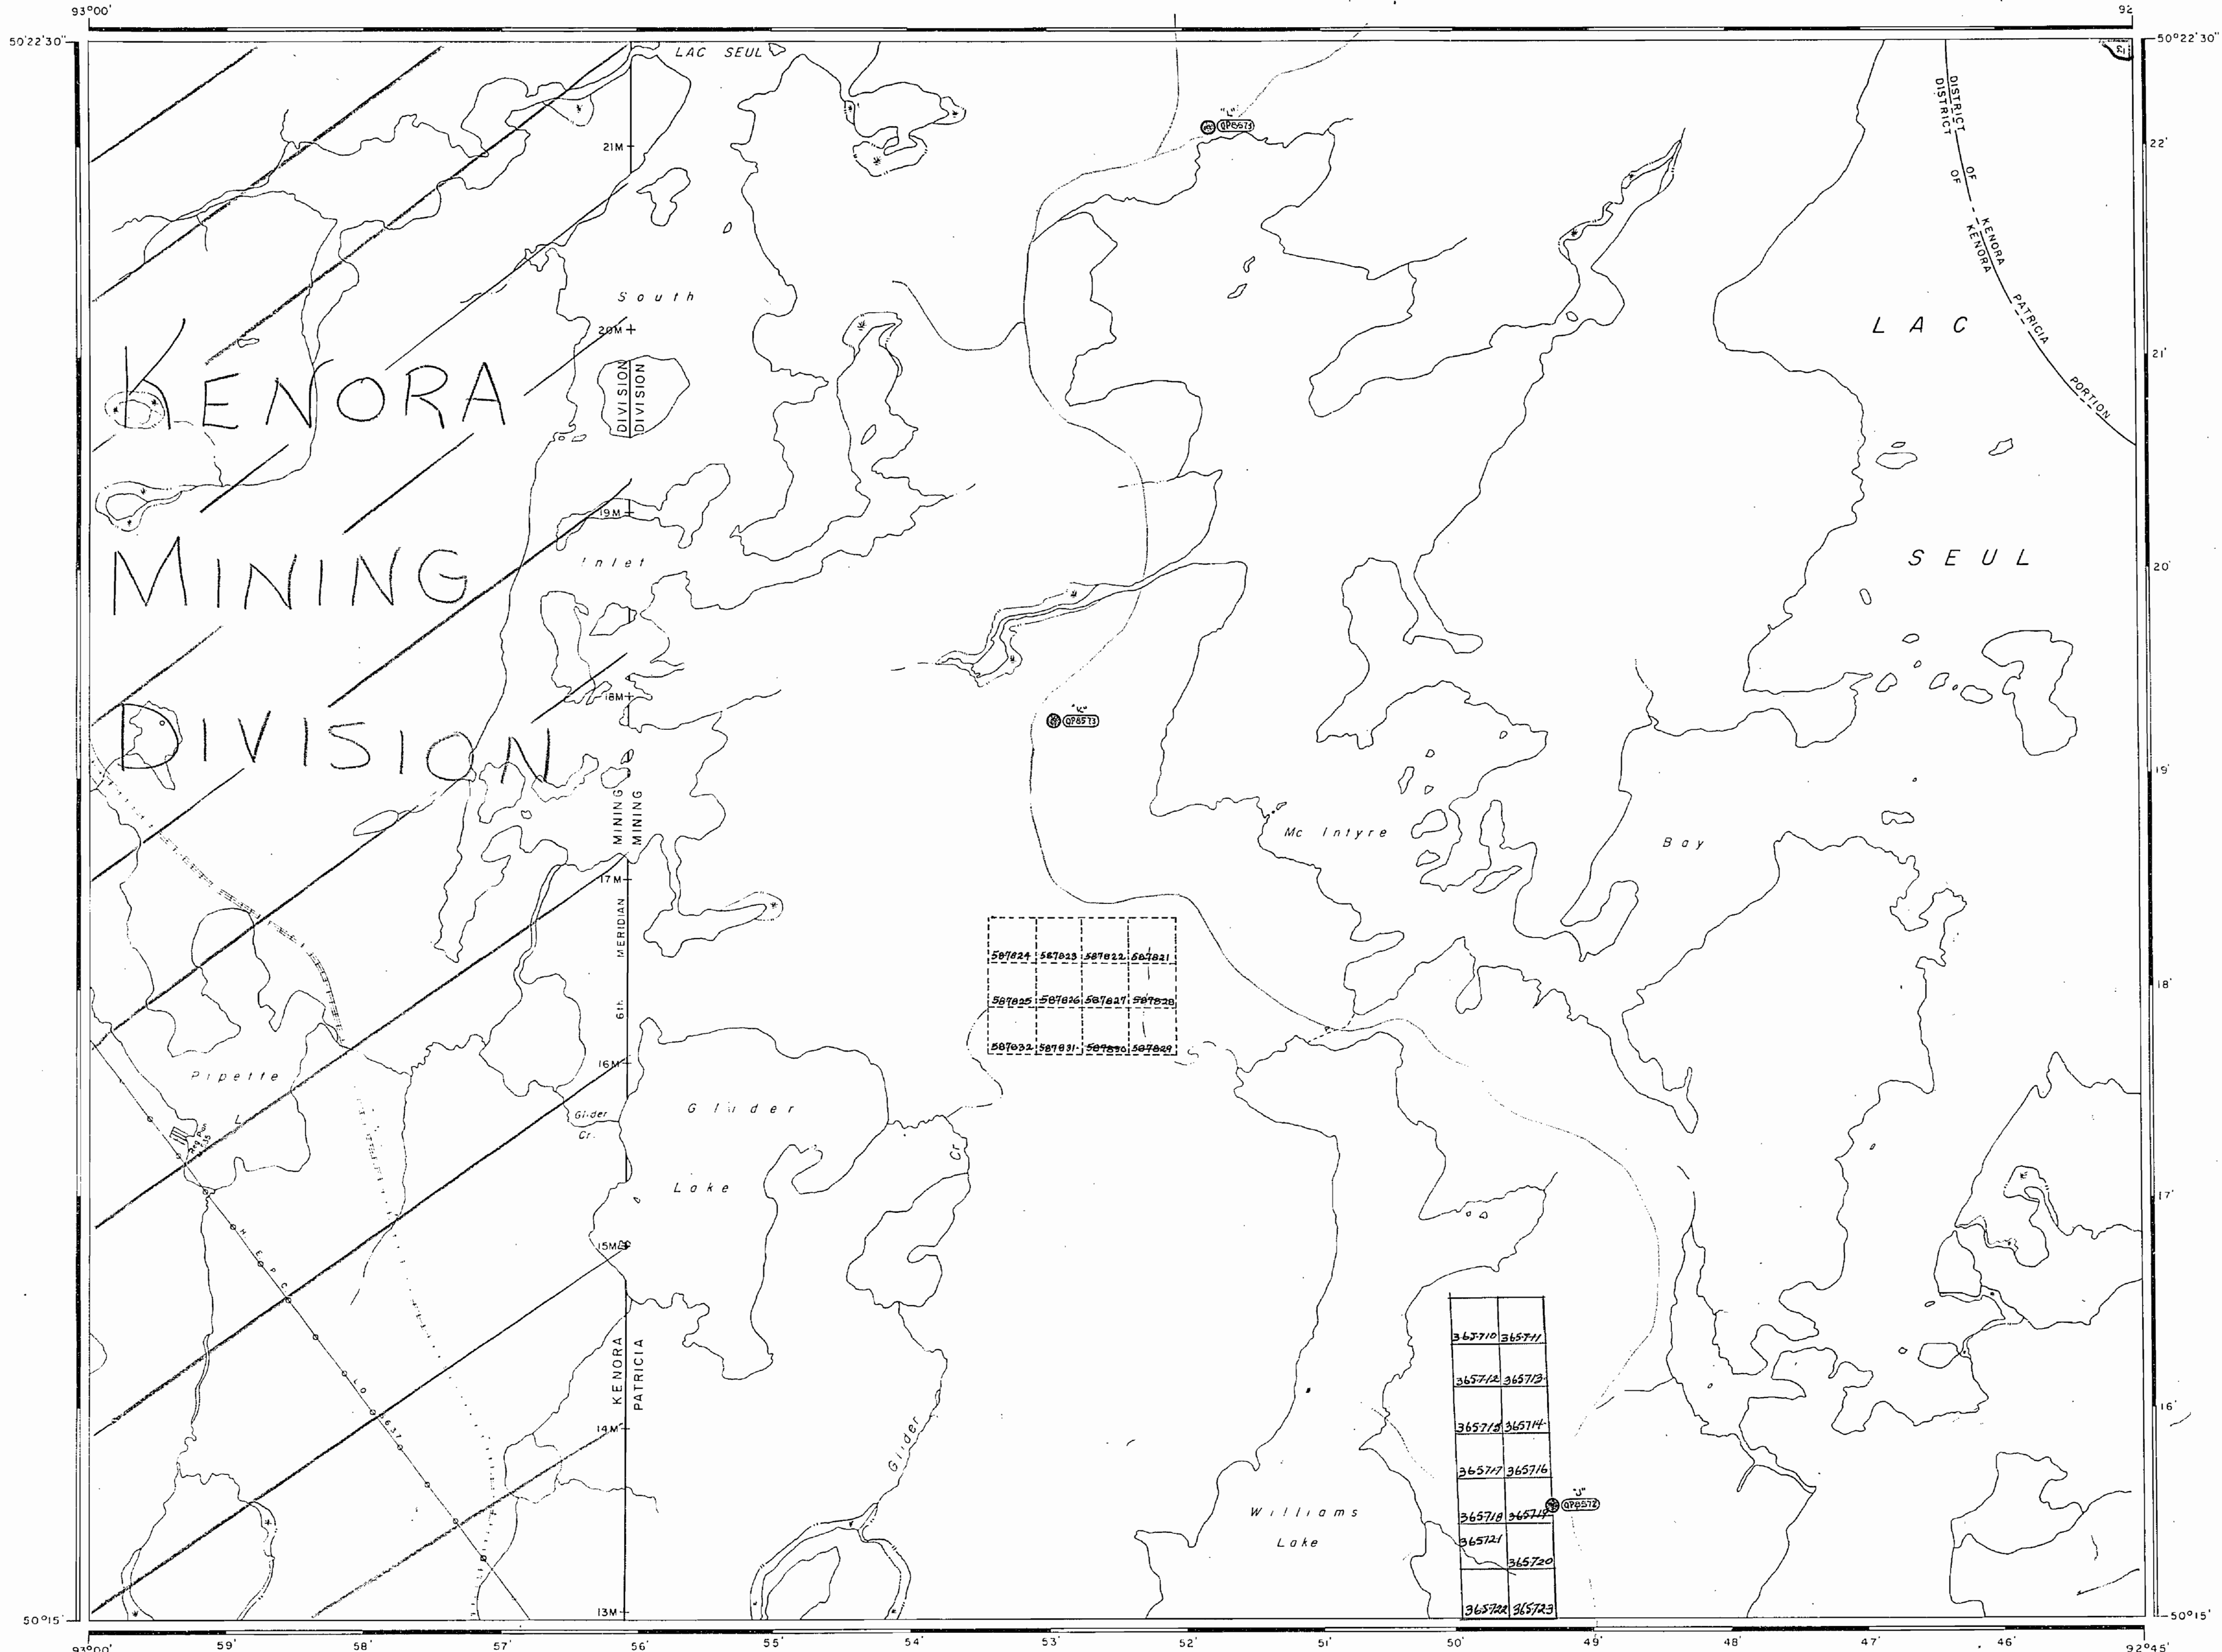 93°00'
92
50°22'30"
50°22'30"
LAC SEUL
DISTRICT OF KENORA
DISTRICT OF KENORA
PATRICIA PORTION
"L"
QP8573
21M
22'
South
20M
LAC
21'
KENORA
DIVISION
DIVISION
19M
Inlet
SEUL
20'
MINING
18M
"K"
QP8573
DIVISION
19'
MINING
MINING
Mc Intyre
Bay
17M
6th MERIDIAN
587824 587823 587822 587821
587825 587826 587827 587828
18'
587832 587831 587830 587829
16M
Pipette
L
Glider
Cr.
Glider
Lake
Cr
17'
15M
H.E.P.C.
365710 365711
KENORA
PATRICIA
365712 365713
16'
14M
365715 365714
Glider
365717 365716
"J"
QP8572
Williams
Lake
365718 365719
365721
365720
50°15'
13M
365722 365723
50°15'
93°00' 59' 58' 57' 56' 55' 54' 53' 52' 51' 50' 49' 48' 47' 46' 92°45'